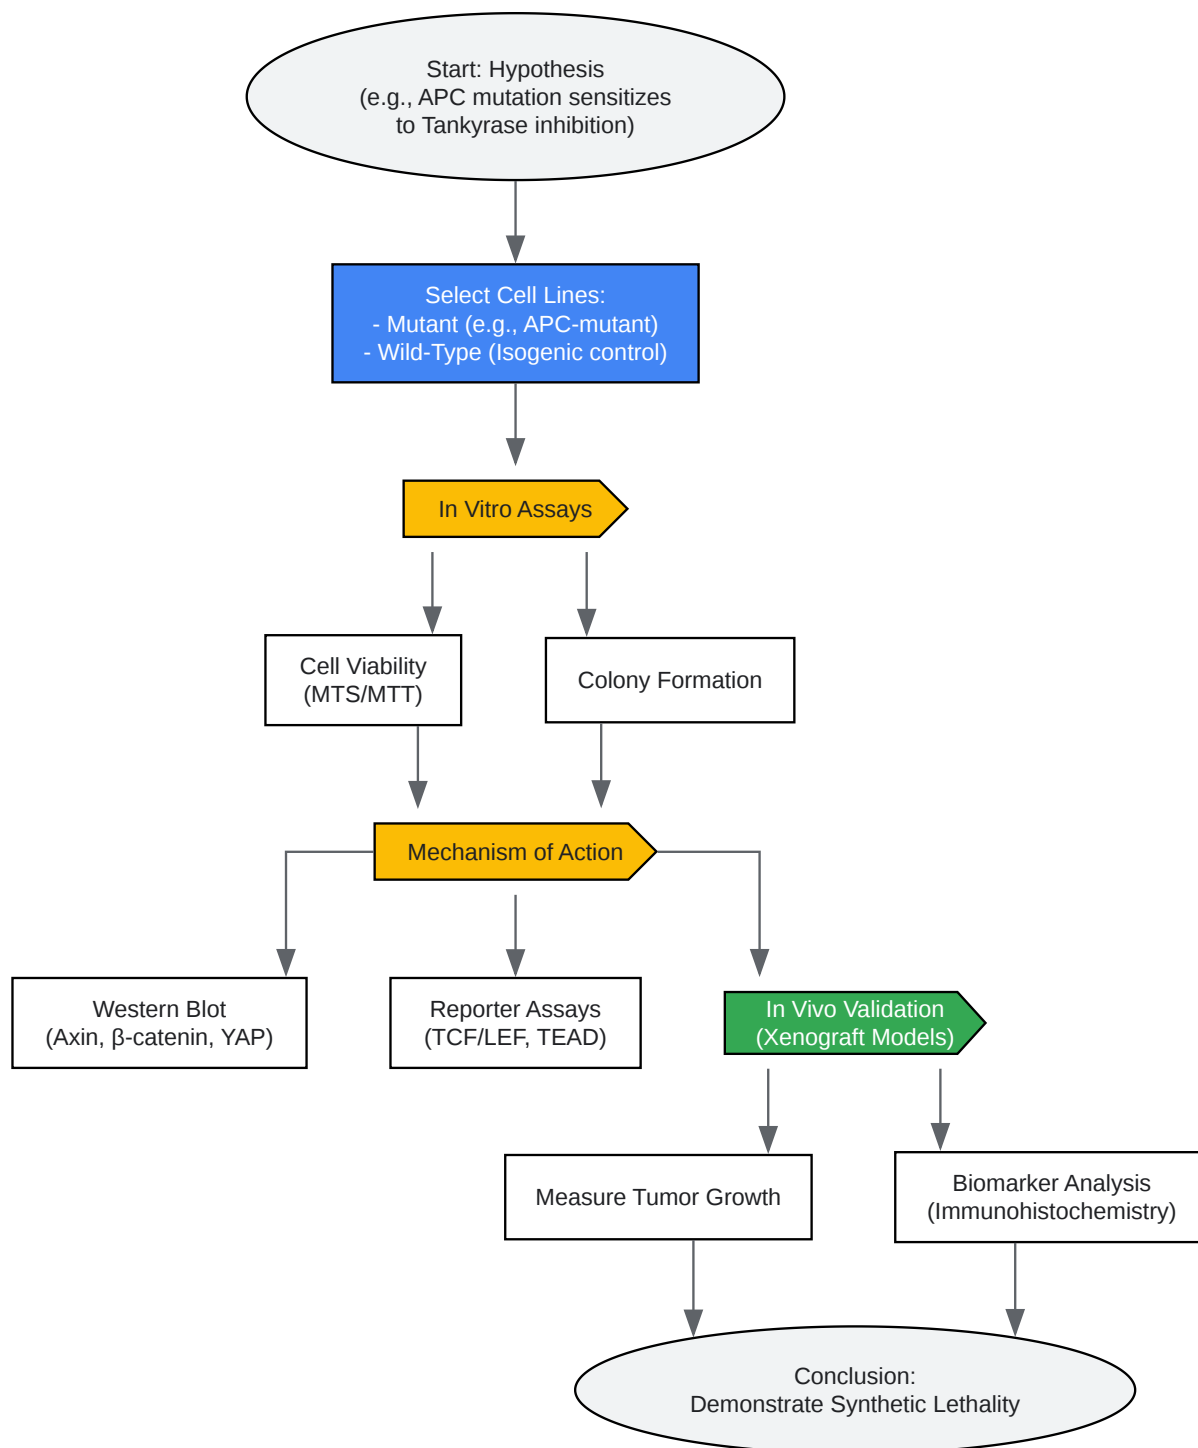 Start: Hypothesis
(e.g., APC mutation sensitizes
to Tankyrase inhibition)
Select Cell Lines:
- Mutant (e.g., APC-mutant)
- Wild-Type (Isogenic control)
In Vitro Assays
Cell Viability
(MTS/MTT)
Colony Formation
Mechanism of Action
Western Blot
(Axin, β-catenin, YAP)
Reporter Assays
(TCF/LEF, TEAD)
In Vivo Validation
(Xenograft Models)
Measure Tumor Growth
Biomarker Analysis
(Immunohistochemistry)
Conclusion:
Demonstrate Synthetic Lethality